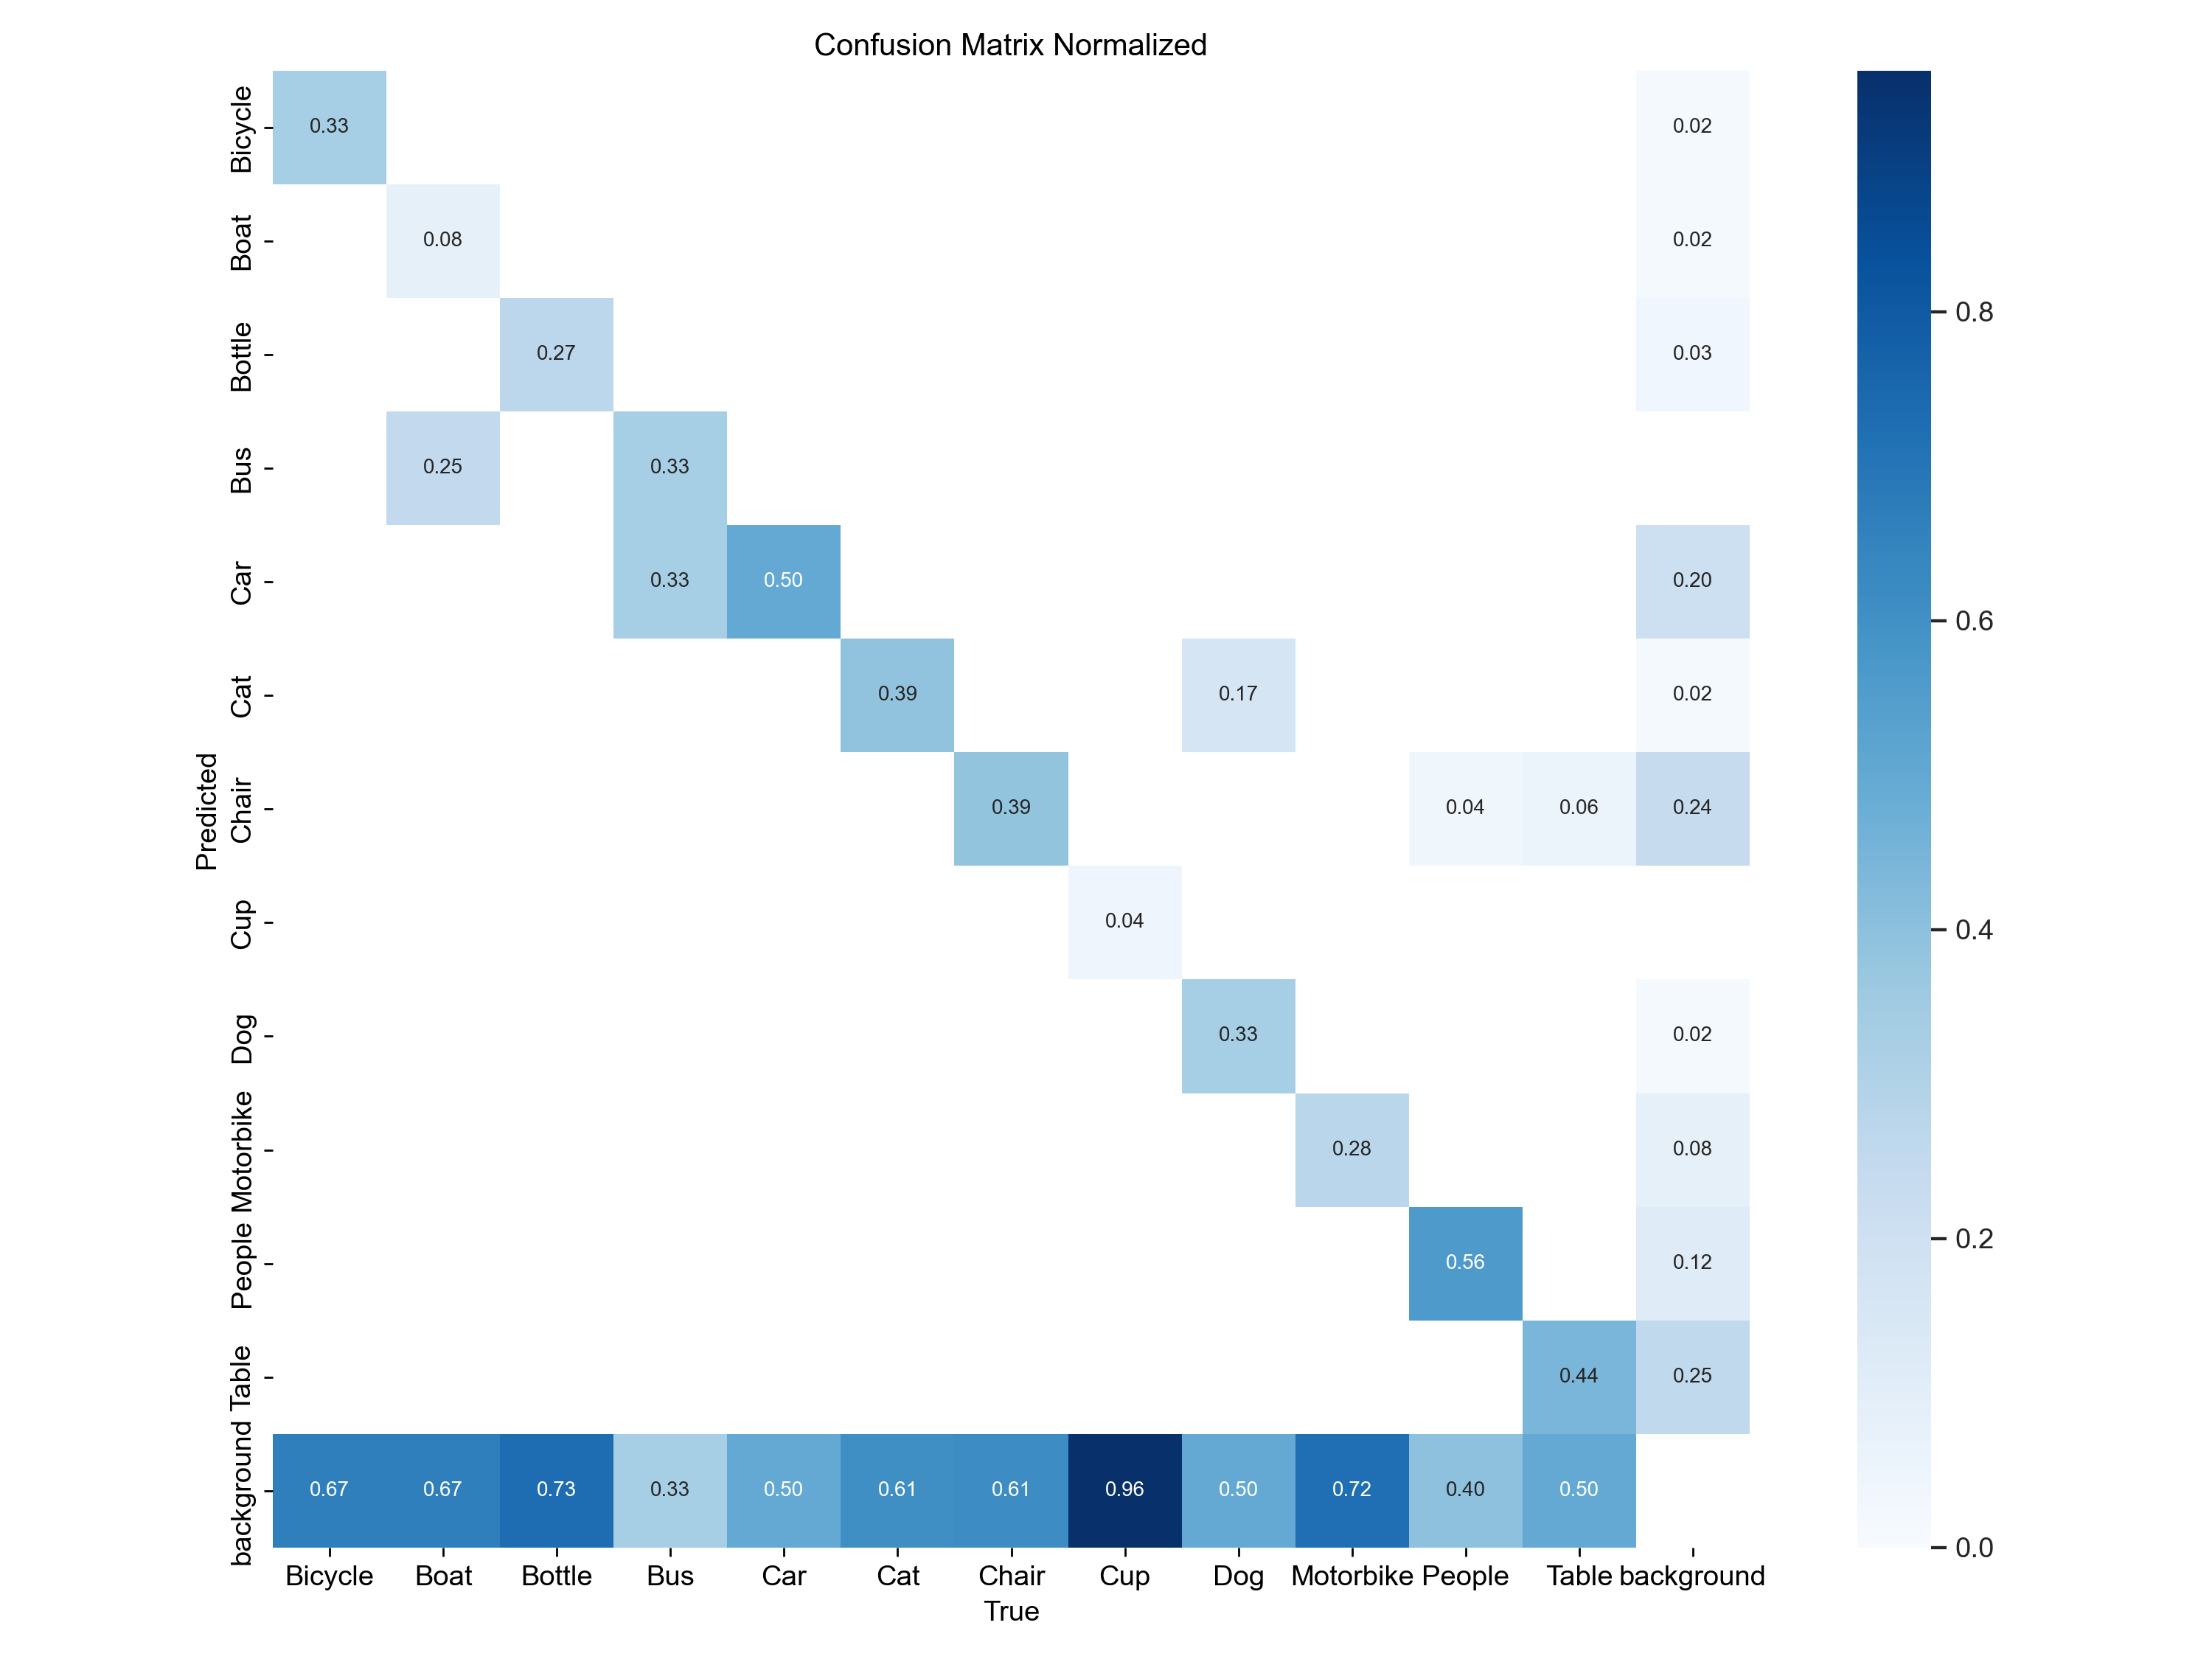 Confusion Matrix Normalized
Predicted
Bicycle 0.33 0.02
Boat 0.08 0.02
Bottle 0.27 0.03
Bus 0.25 0.33
Car 0.33 0.50 0.20
Cat 0.39 0.17 0.02
Chair 0.39 0.04 0.06 0.24
Cup 0.04
Dog 0.33 0.02
Motorbike 0.28 0.08
People 0.56 0.12
Table 0.44 0.25
background 0.67 0.67 0.73 0.33 0.50 0.61 0.61 0.96 0.50 0.72 0.40 0.50
Bicycle Boat Bottle Bus Car Cat Chair Cup Dog Motorbike People Table background
True
0.8
0.6
0.4
0.2
0.0